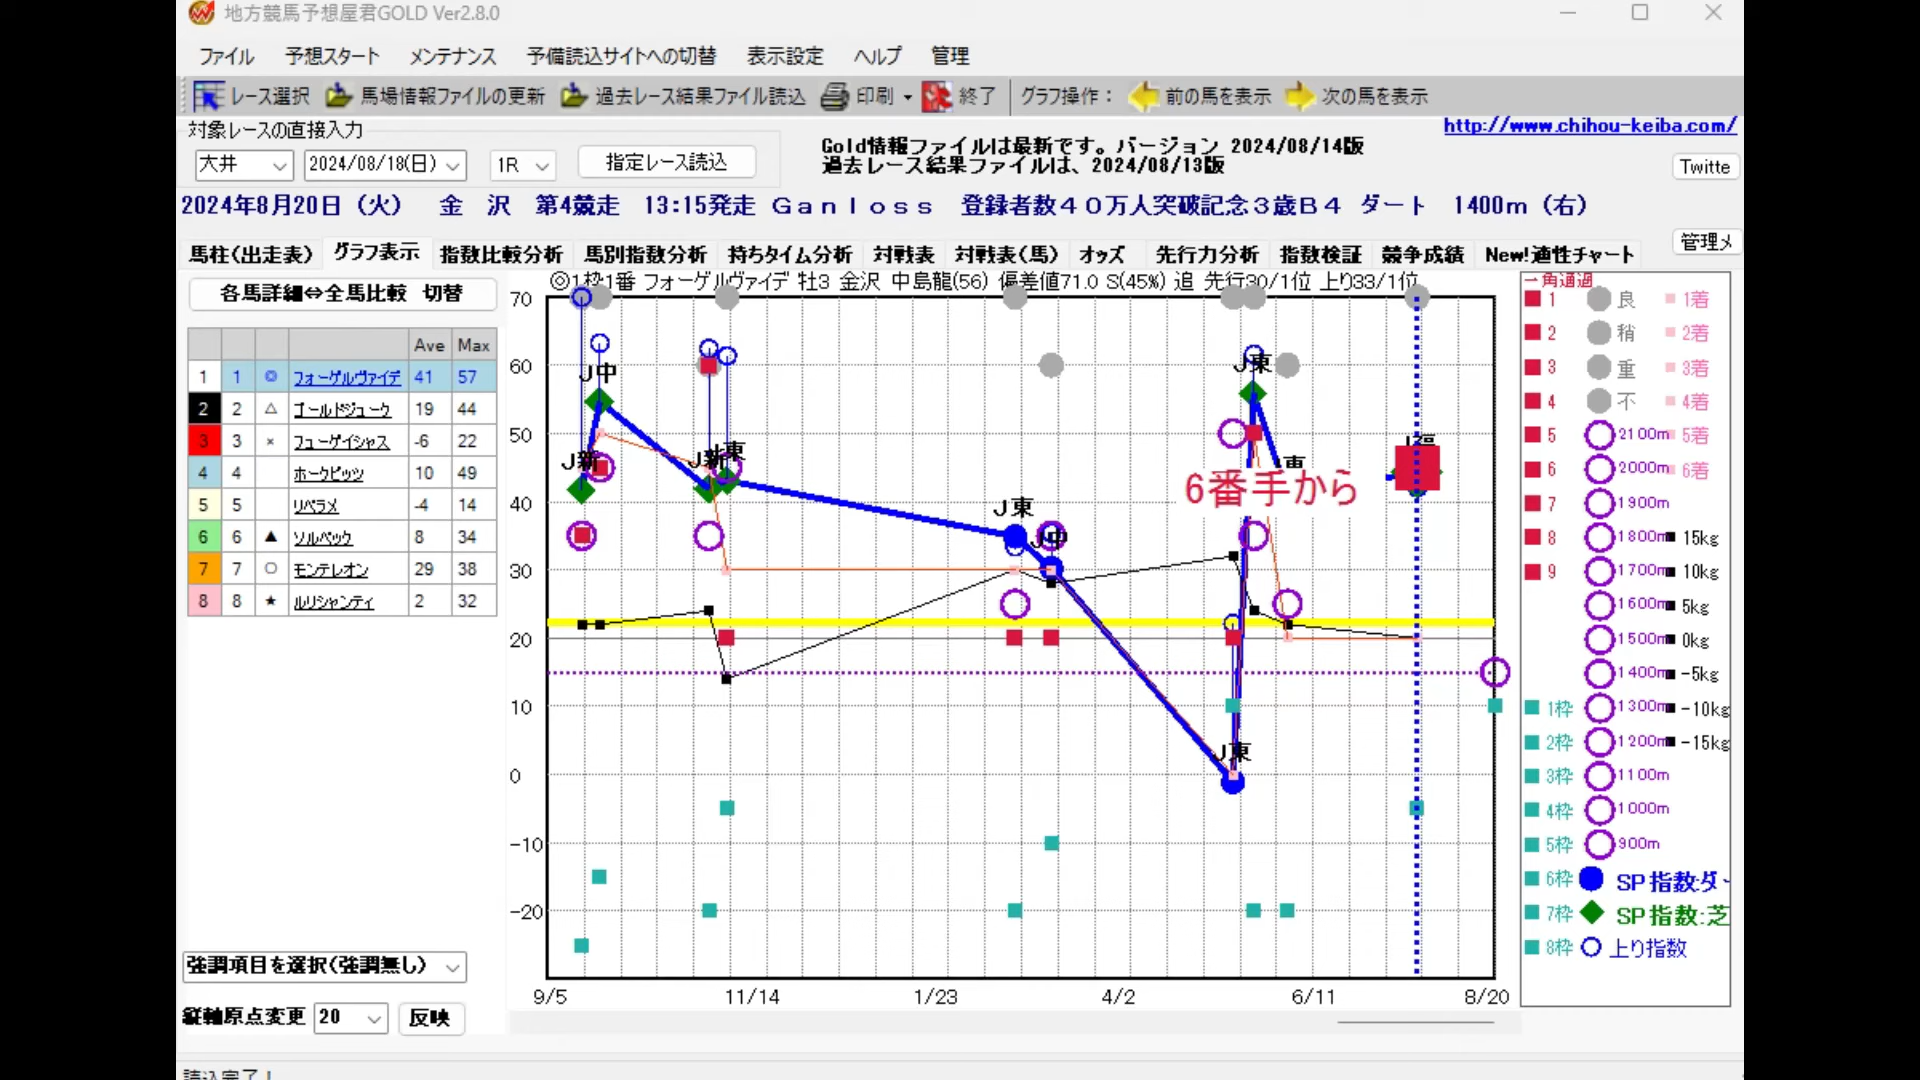 地方競馬予想屋君GOLD Ver2.8.0
ファイル 予想スタート メンテナンス 予備読込サイトへの切替 表示設定 ヘルプ 管理
レース選択 馬場情報ファイルの更新 過去レース結果ファイル読込 印刷 終了 グラフ操作： 前の馬を表示 次の馬を表示
対象レースの直接入力
http://www.chihou-keiba.com/
大井 2024/08/18(日) 1R 指定レース読込
Gold情報ファイルは最新です。バージョン 2024/08/14版
過去レース結果ファイルは、2024/08/13版
Twitte
2024年8月20日（火） 金 沢 第4競走 13:15発走 Ｇａｎｌｏｓｓ 登録者数４０万人突破記念３歳Ｂ４ ダート 1400m（右）
管理メ
馬柱(出走表) グラフ表示 指数比較分析 馬別指数分析 持ちタイム分析 対戦表 対戦表(馬) オッズ 先行力分析 指数検証 競争成績 New!適性チャート
各馬詳細⇔全馬比較 切替
◎1枠1番 フォーゲルヴァイデ 牡3 金沢 中島龍(56) 偏差値71.0 S(45%) 追 先行30/1位 上り33/1位
Ave Max
1 1 ◎ フォーゲルヴァイデ 41 57
2 2 △ ゴールドジューク 19 44
3 3 × フューゲイシャス -6 22
4 4 ホークピッツ 10 49
5 5 リベラメ -4 14
6 6 ▲ ソルベック 8 34
7 7 ○ モンテレオン 29 38
8 8 ★ ルリシャンティ 2 32
70
60
50
40
30
20
10
0
-10
-20
J中
J新
J新
J東
J東
J中
J東
J東
6番手から
9/5 11/14 1/23 4/2 6/11 8/20
一角通過
1 良 1着
2 稍 2着
3 重 3着
4 不 4着
5 2100m 5着
6 2000m 6着
7 1900m
8 1800m 15kg
9 1700m 10kg
1600m 5kg
1500m 0kg
1400m -5kg
1枠 1300m -10kg
2枠 1200m -15kg
3枠 1100m
4枠 1000m
5枠 900m
6枠 SP指数:ダ
7枠 SP指数:芝
8枠 上り指数
強調項目を選択(強調無し)
縦軸原点変更 20 反映
読込完了！